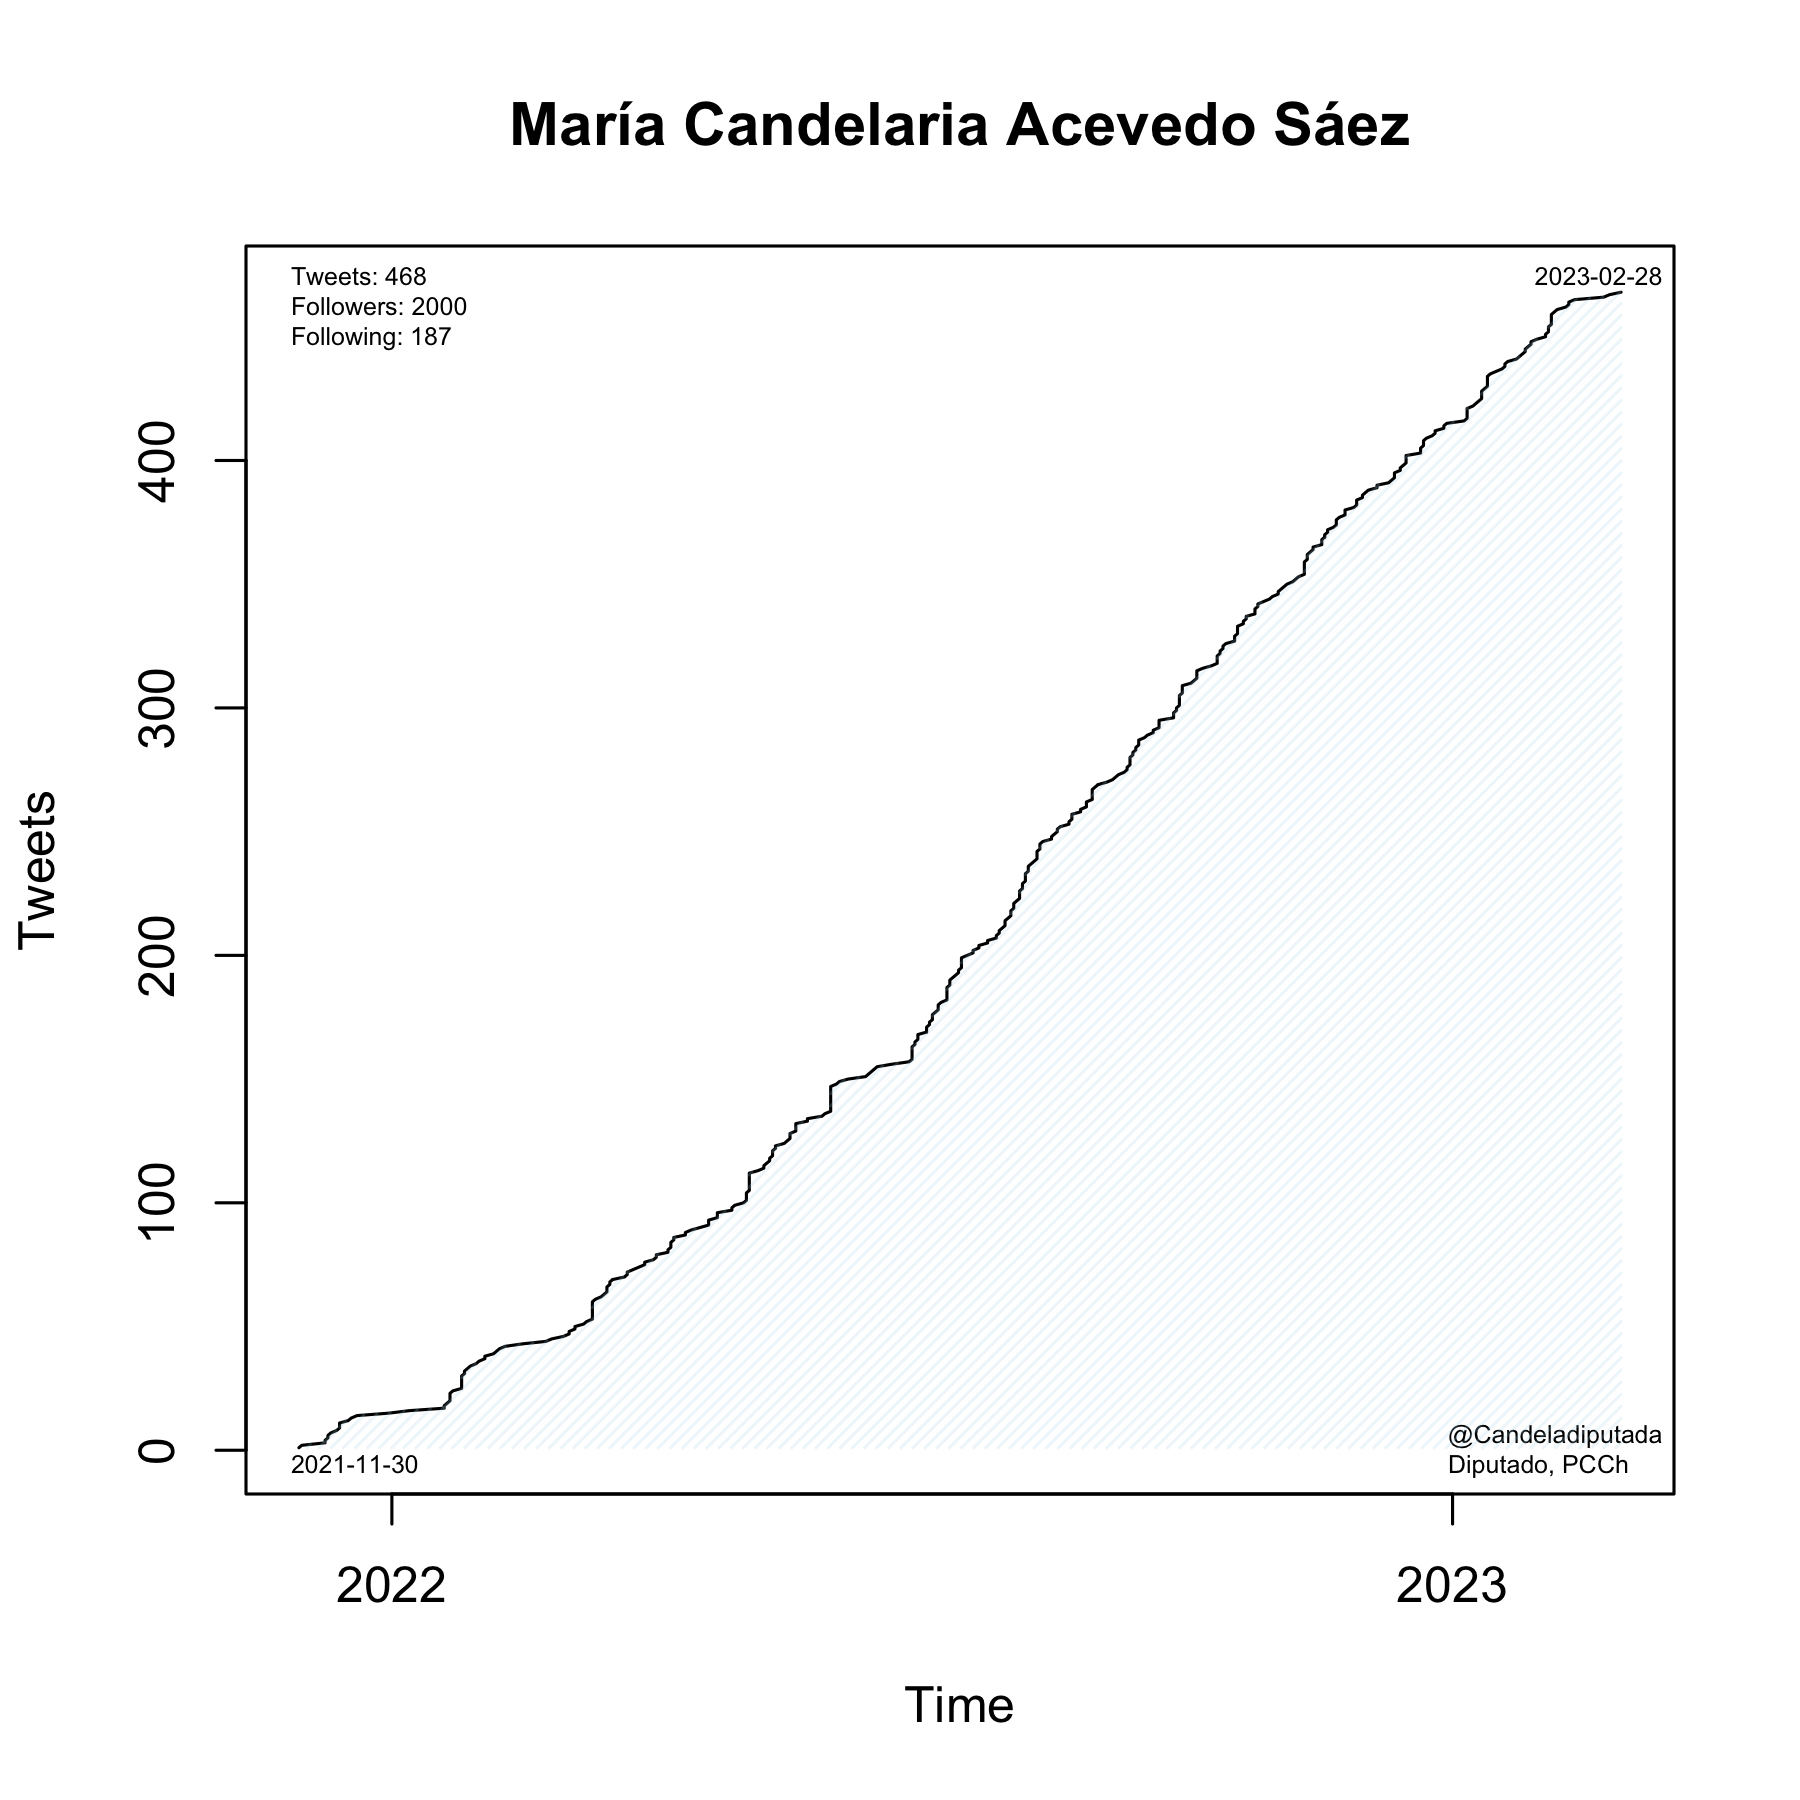 María Candelaria Acevedo Sáez
Tweets: 468
Followers: 2000
Following: 187
2023-02-28
400
300
200
100
0
Tweets
@Candeladiputada
Diputado, PCCh
2021-11-30
2022
2023
Time